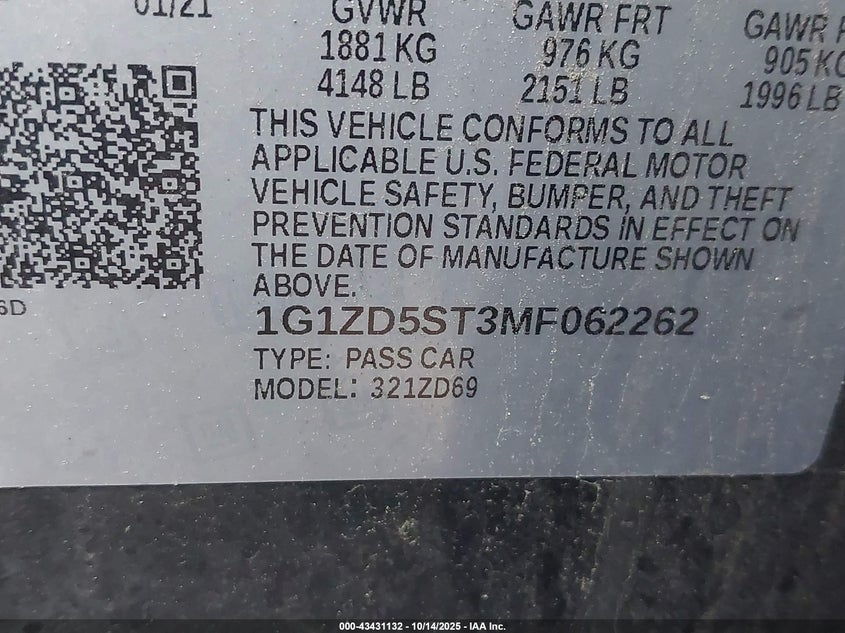 01/21 GVWR GAWR FRT GAWR
1881 KG 976 KG 905 KG
4148 LB 2151 LB 1996 LB
THIS VEHICLE CONFORMS TO ALL
APPLICABLE U.S. FEDERAL MOTOR
VEHICLE SAFETY, BUMPER, AND THEFT
PREVENTION STANDARDS IN EFFECT ON
THE DATE OF MANUFACTURE SHOWN
ABOVE.
6D
1G1ZD5ST3MF062262
TYPE: PASS CAR
MODEL: 321ZD69
000-43431132 - 10/14/2025 - IAA Inc.